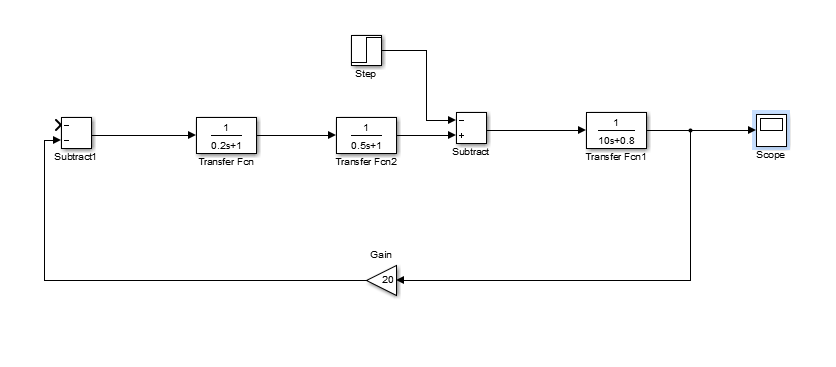 Step
−
−
Subtract1
1
0.2s+1
Transfer Fcn
1
0.5s+1
Transfer Fcn2
−
+
Subtract
1
10s+0.8
Transfer Fcn1
Scope
Gain
20